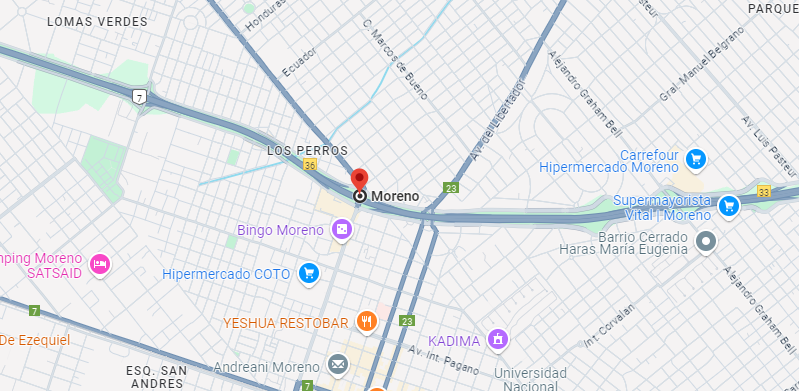 LOMAS VERDES
Honduras
C. Marcos de Bueno
Pasteur
PARQUE
Ecuador
Alejandro Graham Bell
Gral. Manuel Belgrano
7
Av. del Libertador
Av. Luis Pasteur
LOS PERROS
36
Carrefour
Hipermercado Moreno
Moreno
23
33
Supermayorista
Vital | Moreno
Bingo Moreno
Barrio Cerrado
Haras María Eugenia
mping Moreno
SATSAID
Hipermercado COTO
Alejandro Graham Bell
7
YESHUA RESTOBAR
23
Int. Corvalan
De Ezequiel
KADIMA
Av. Int. Pagano
ESQ. SAN
ANDRES
Andreani Moreno
Universidad
Nacional
7